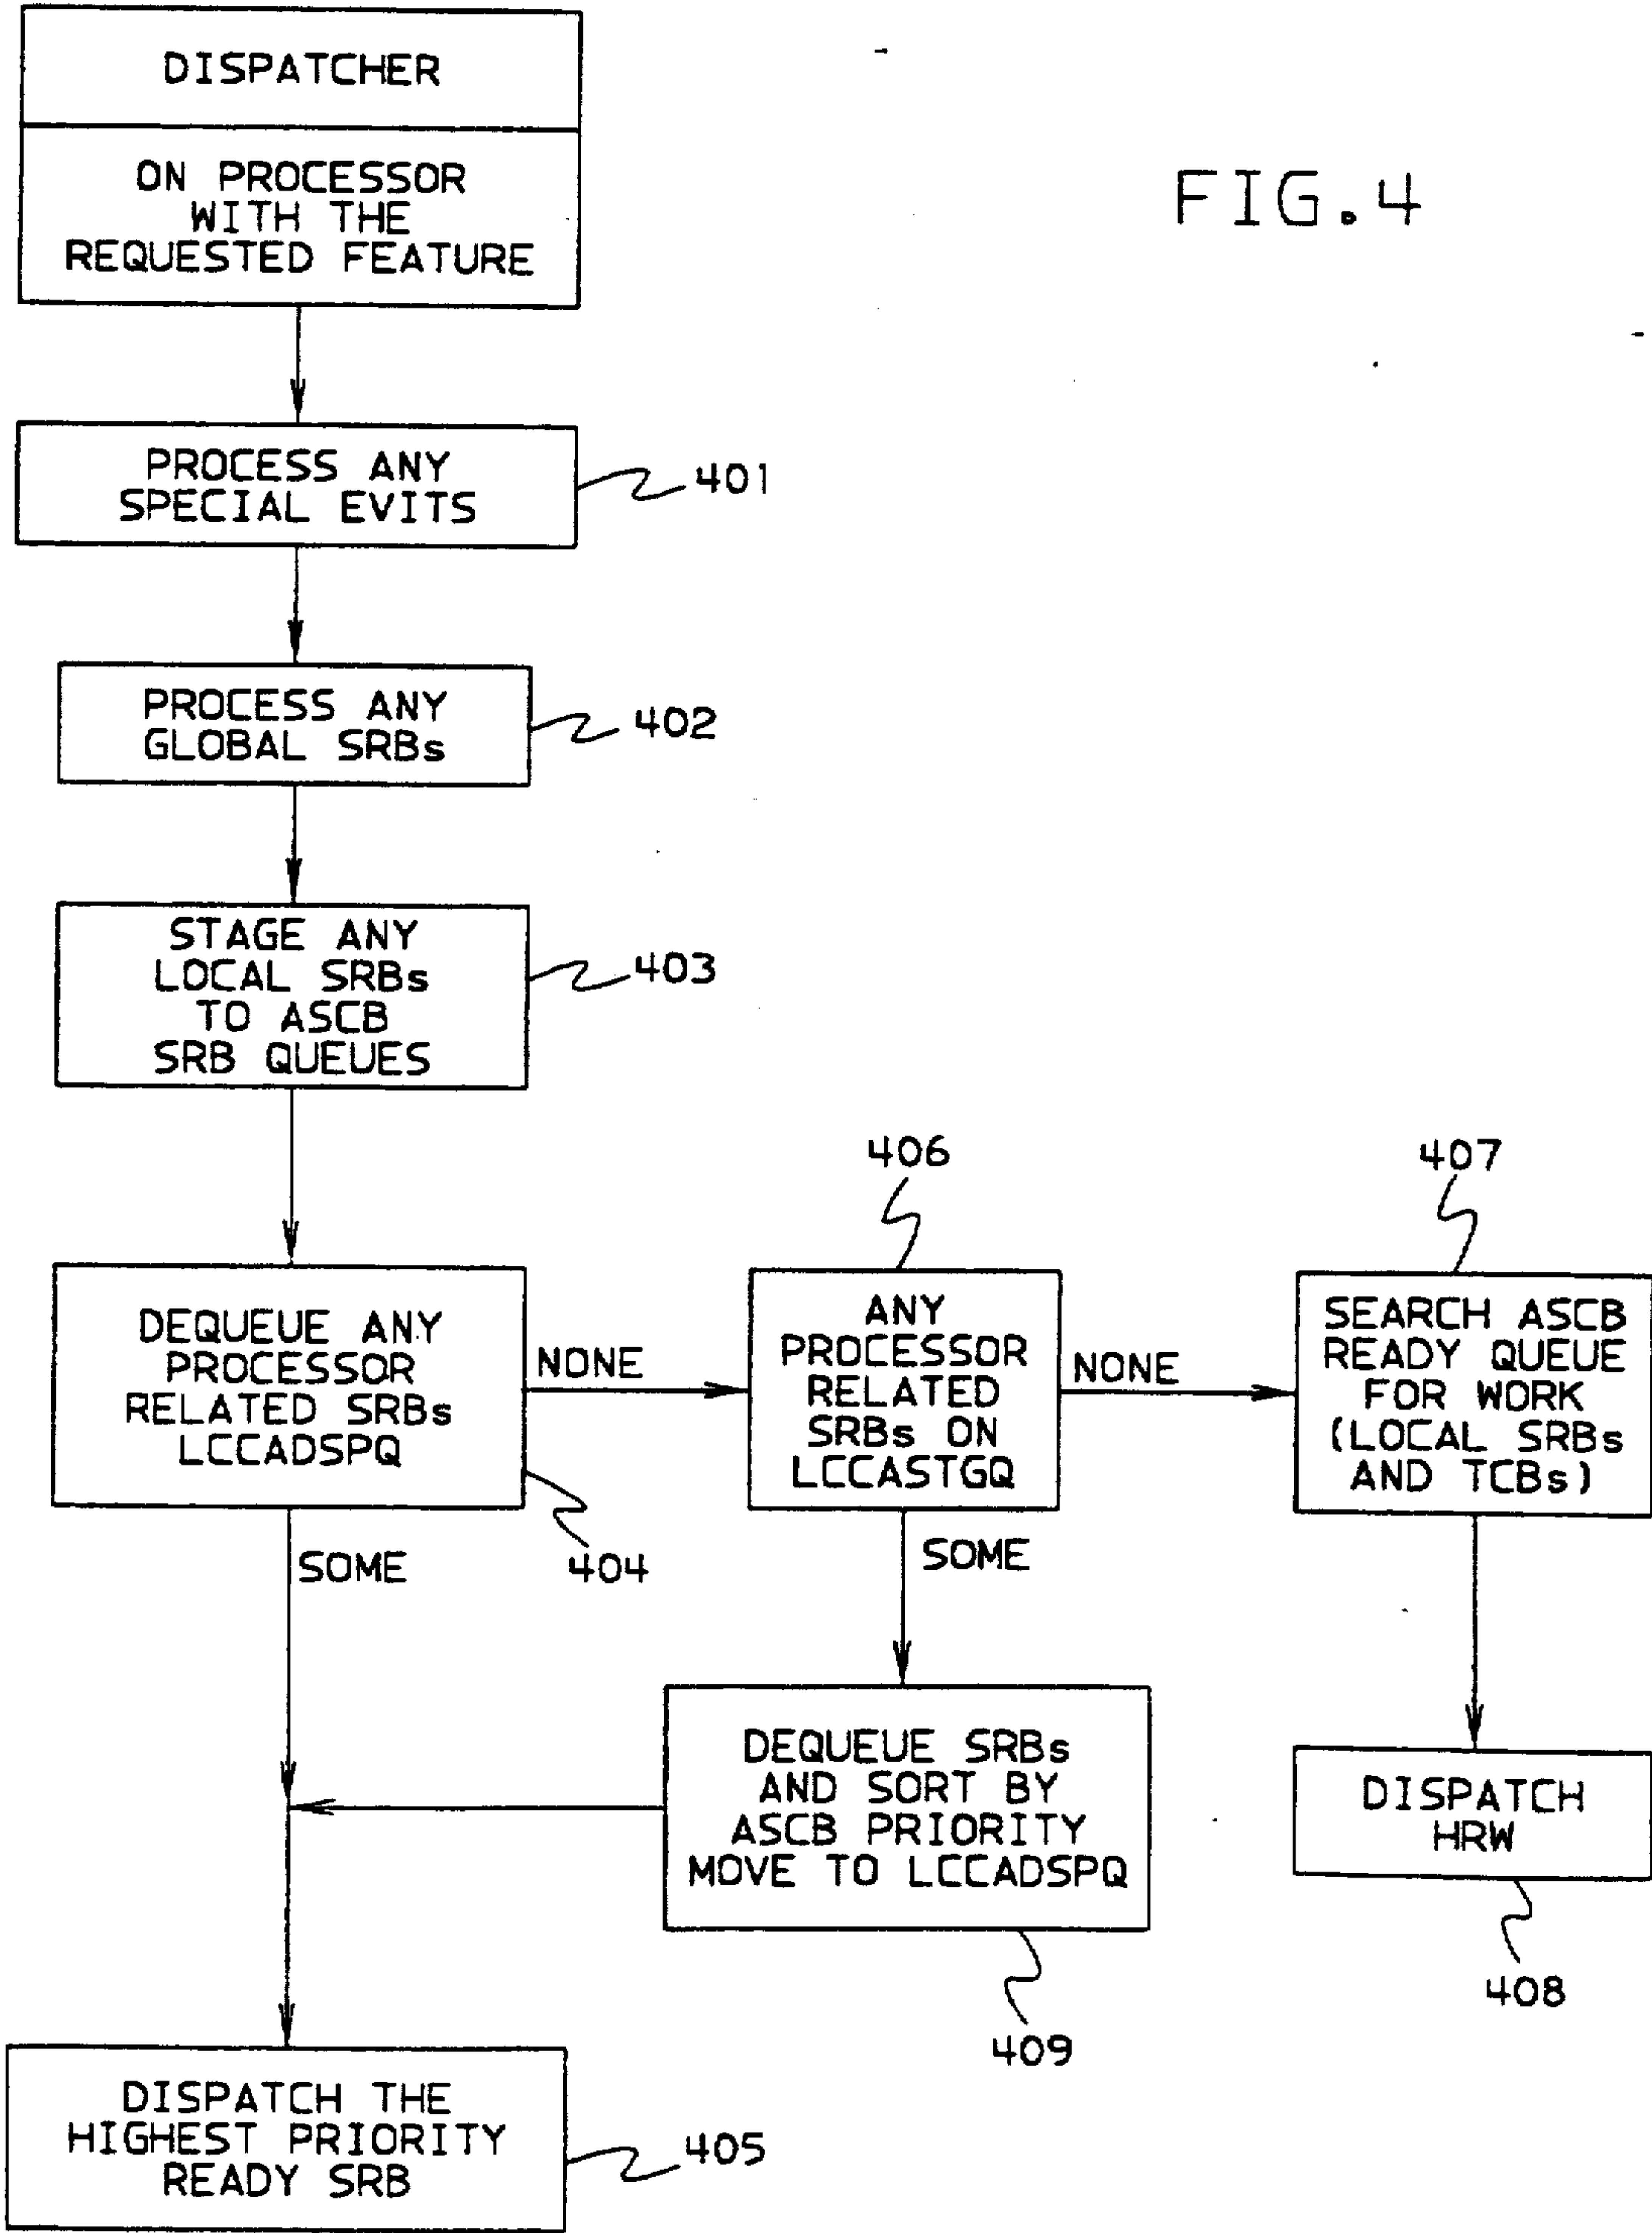 DISPATCHER
ON PROCESSOR
WITH THE
REQUESTED FEATURE
FIG.4
PROCESS ANY
SPECIAL EVITS
401
PROCESS ANY
GLOBAL SRBs
402
STAGE ANY
LOCAL SRBs
TO ASCB
SRB QUEUES
403
DEQUEUE ANY
PROCESSOR
RELATED SRBs
LCCADSPQ
404
NONE
SOME
406
ANY
PROCESSOR
RELATED
SRBs ON
LCCASTGQ
NONE
SOME
407
SEARCH ASCB
READY QUEUE
FOR WORK
(LOCAL SRBs
AND TCBs)
DEQUEUE SRBs
AND SORT BY
ASCB PRIORITY
MOVE TO LCCADSPQ
409
DISPATCH
HRW
408
DISPATCH THE
HIGHEST PRIORITY
READY SRB
405